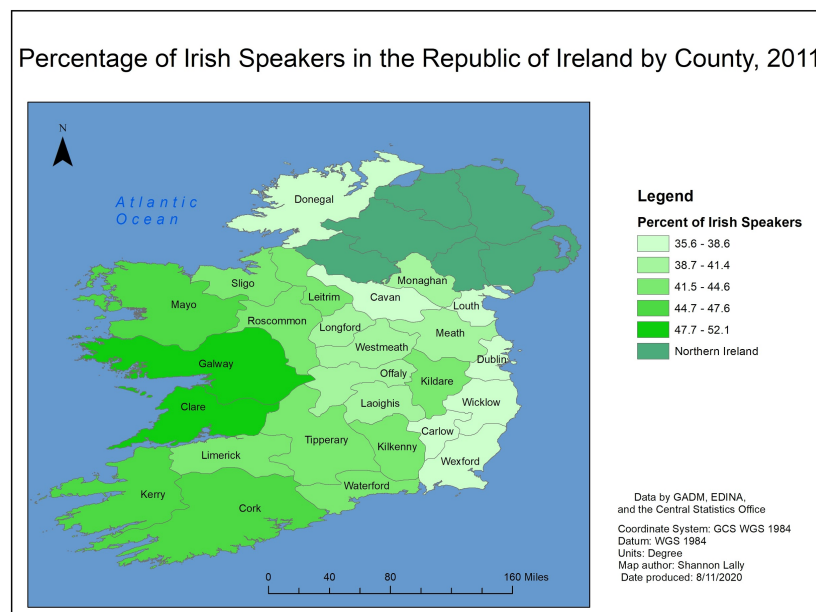 Percentage of Irish Speakers in the Republic of Ireland by County, 2011
N
Atlantic
Ocean
Donegal
Monaghan
Sligo
Leitrim
Cavan
Mayo
Louth
Roscommon
Longford
Meath
Westmeath
Dublin
Galway
Offaly
Kildare
Clare
Laoighis
Wicklow
Carlow
Tipperary
Kilkenny
Limerick
Wexford
Waterford
Kerry
Cork
0 40 80 160 Miles
Legend
Percent of Irish Speakers
35.6 - 38.6
38.7 - 41.4
41.5 - 44.6
44.7 - 47.6
47.7 - 52.1
Northern Ireland
Data by GADM, EDINA,
and the Central Statistics Office
Coordinate System: GCS WGS 1984
Datum: WGS 1984
Units: Degree
Map author: Shannon Lally
Date produced: 8/11/2020